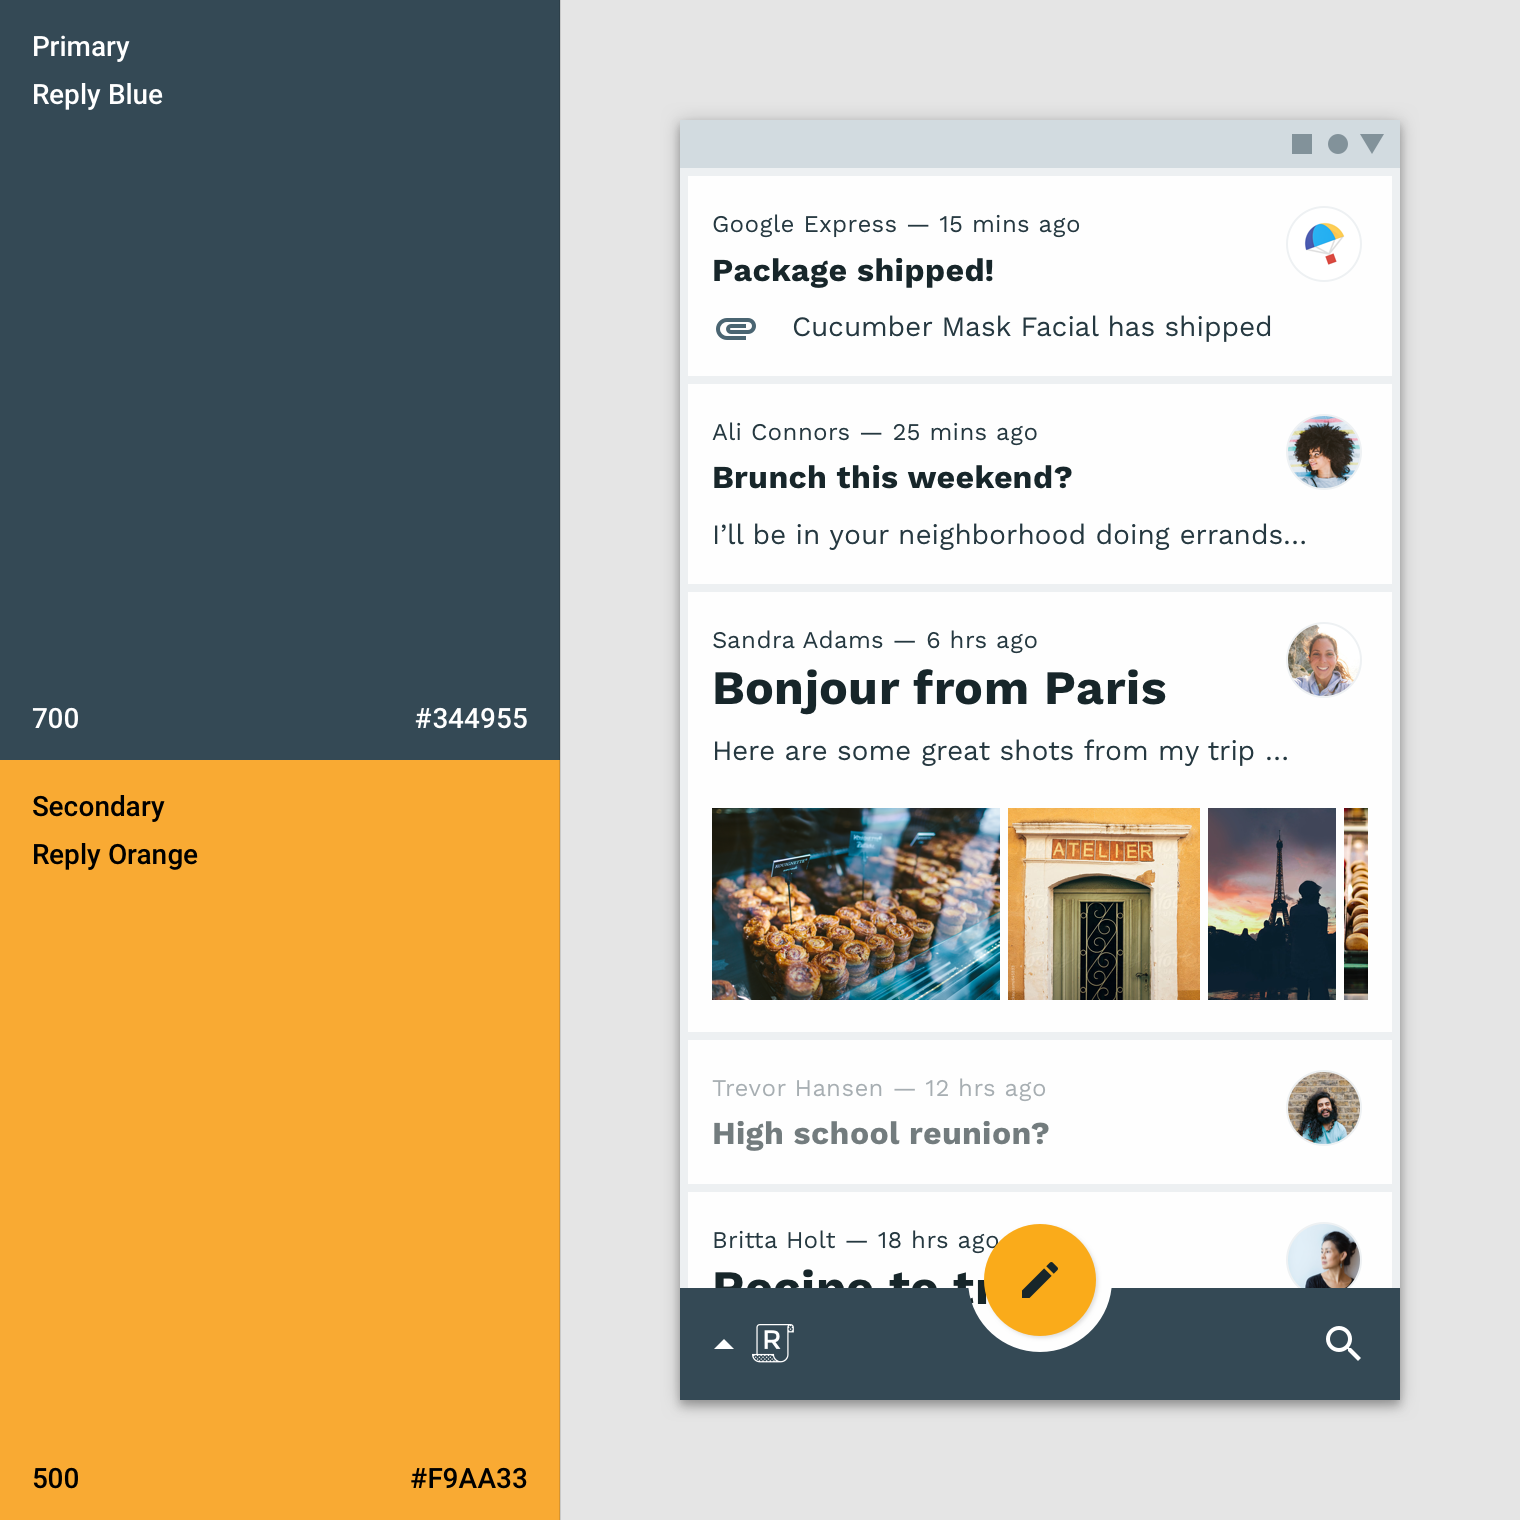 Primary
Reply Blue
700 #344955
Secondary
Reply Orange
500 #F9AA33
Google Express — 15 mins ago
Package shipped!
Cucumber Mask Facial has shipped
Ali Connors — 25 mins ago
Brunch this weekend?
I’ll be in your neighborhood doing errands...
Sandra Adams — 6 hrs ago
Bonjour from Paris
Here are some great shots from my trip ...
ATELIER
Trevor Hansen — 12 hrs ago
High school reunion?
Britta Holt — 18 hrs ago
Recipe to
R